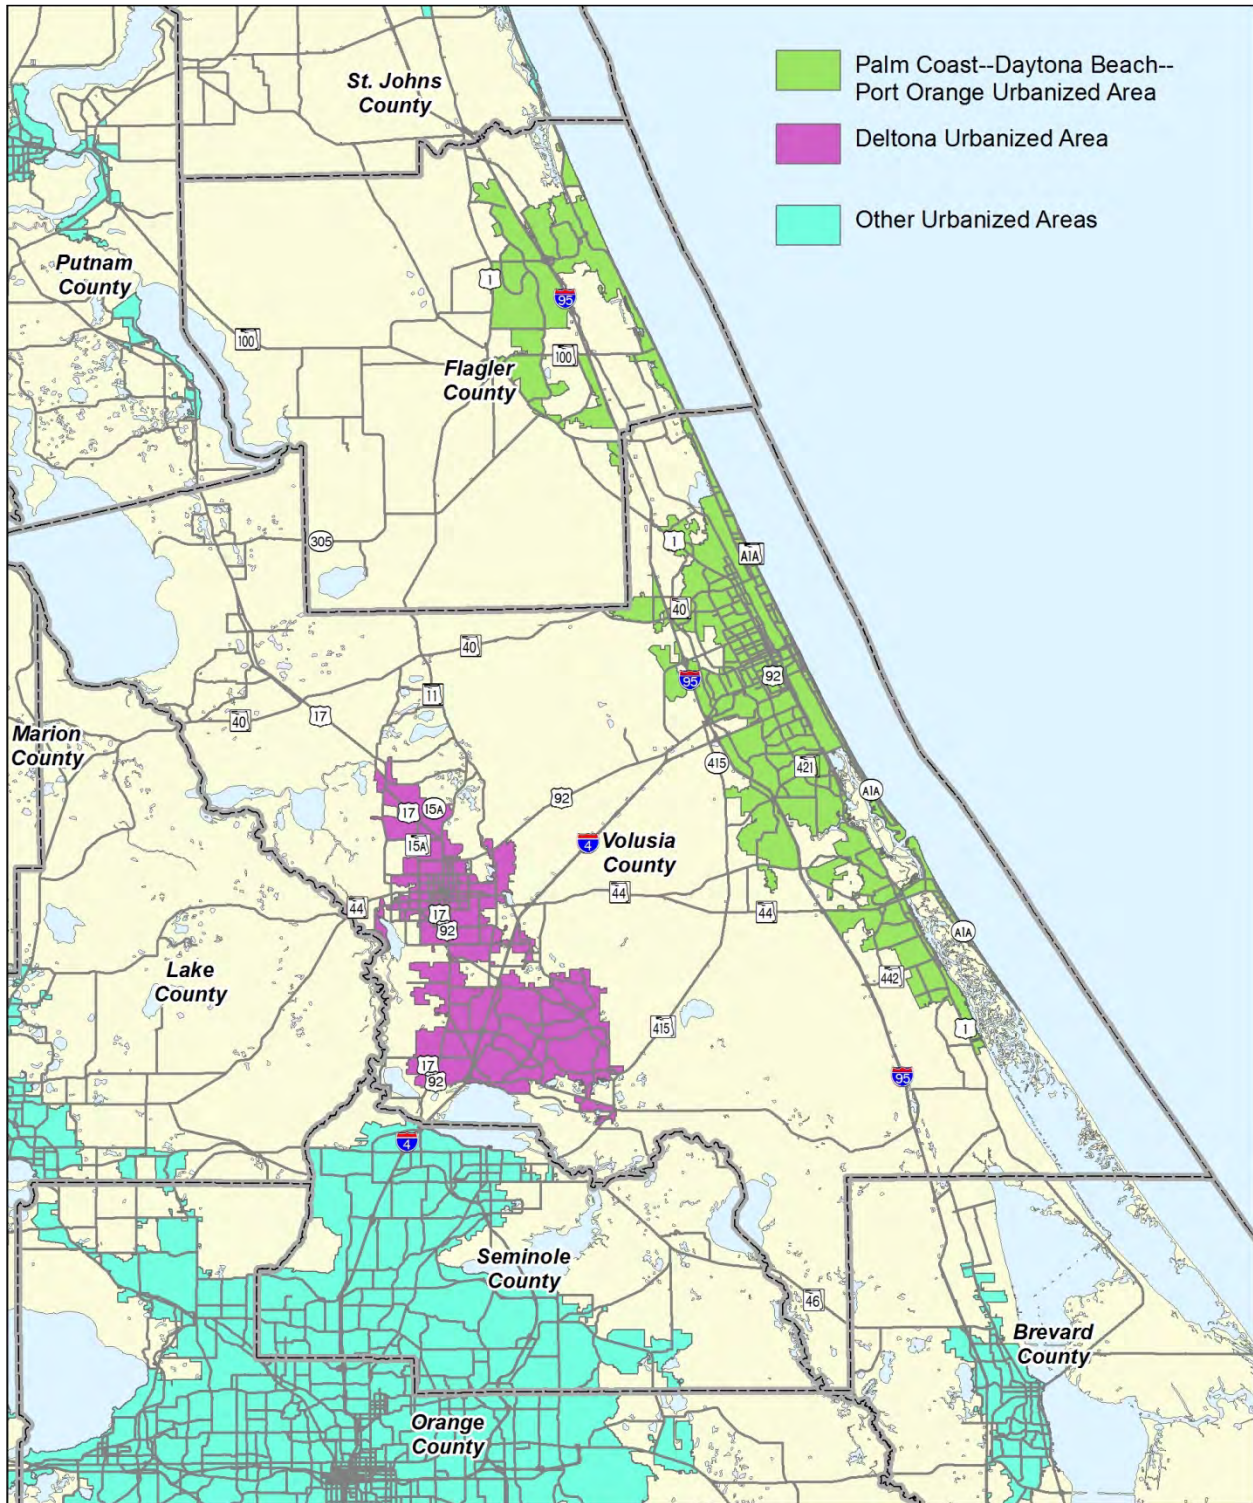 St. Johns
County
Palm Coast--Daytona Beach--
Port Orange Urbanized Area
Deltona Urbanized Area
Other Urbanized Areas
Putnam
County
1
95
100
100
Flagler
County
305
1
A1A
40
40
95
92
11
17
40
Marion
County
415
421
A1A
92
17
15A
15A
4
Volusia
County
44
44
44
17
92
A1A
Lake
County
442
415
1
17
92
95
4
Seminole
County
46
Brevard
County
Orange
County